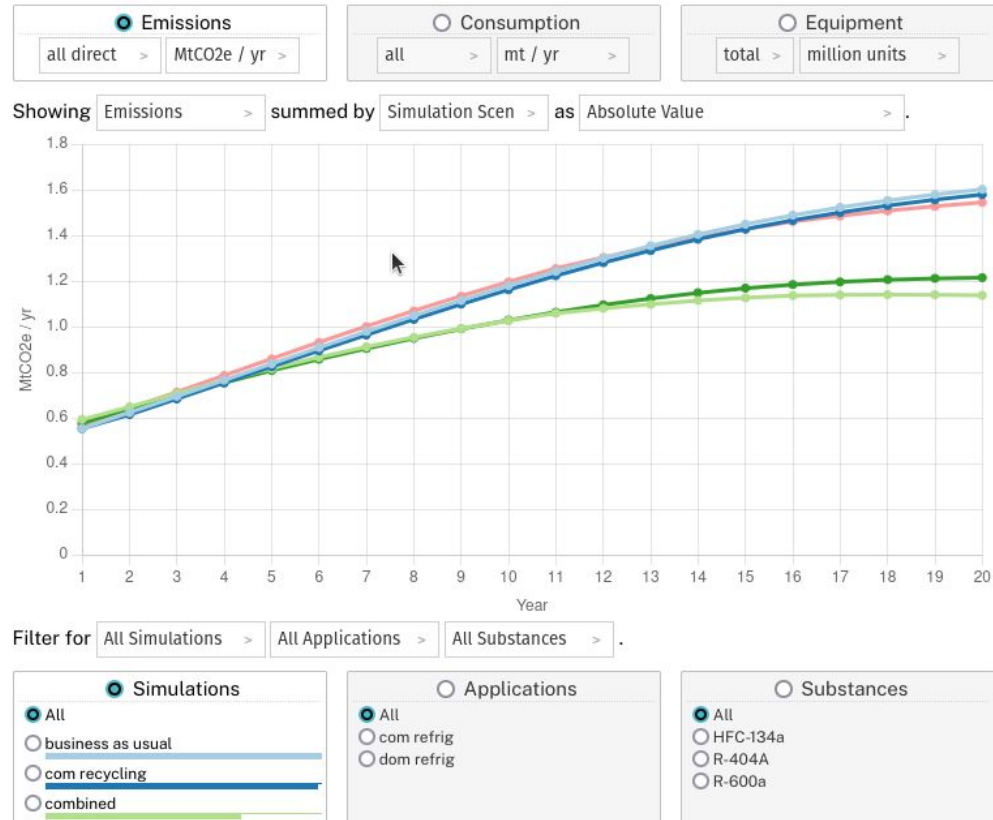 Emissions
all direct > MtCO2e / yr >
Consumption
all > mt / yr >
Equipment
total > million units >
Showing Emissions > summed by Simulation Scen > as Absolute Value > .
1.8
1.6
1.4
1.2
1.0
0.8
0.6
0.4
0.2
0
MtCO2e / yr
1 2 3 4 5 6 7 8 9 10 11 12 13 14 15 16 17 18 19 20
Year
Filter for All Simulations > All Applications > All Substances > .
Simulations
All
business as usual
com recycling
combined
Applications
All
com refrig
dom refrig
Substances
All
HFC-134a
R-404A
R-600a